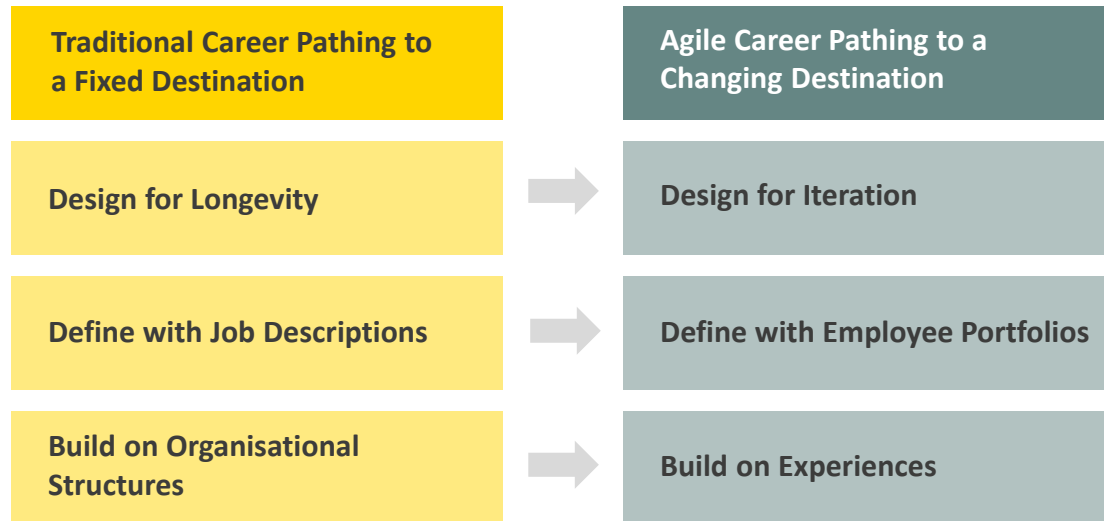 Traditional Career Pathing to
a Fixed Destination
Agile Career Pathing to a
Changing Destination
Design for Longevity
Design for Iteration
Define with Job Descriptions
Define with Employee Portfolios
Build on Organisational
Structures
Build on Experiences